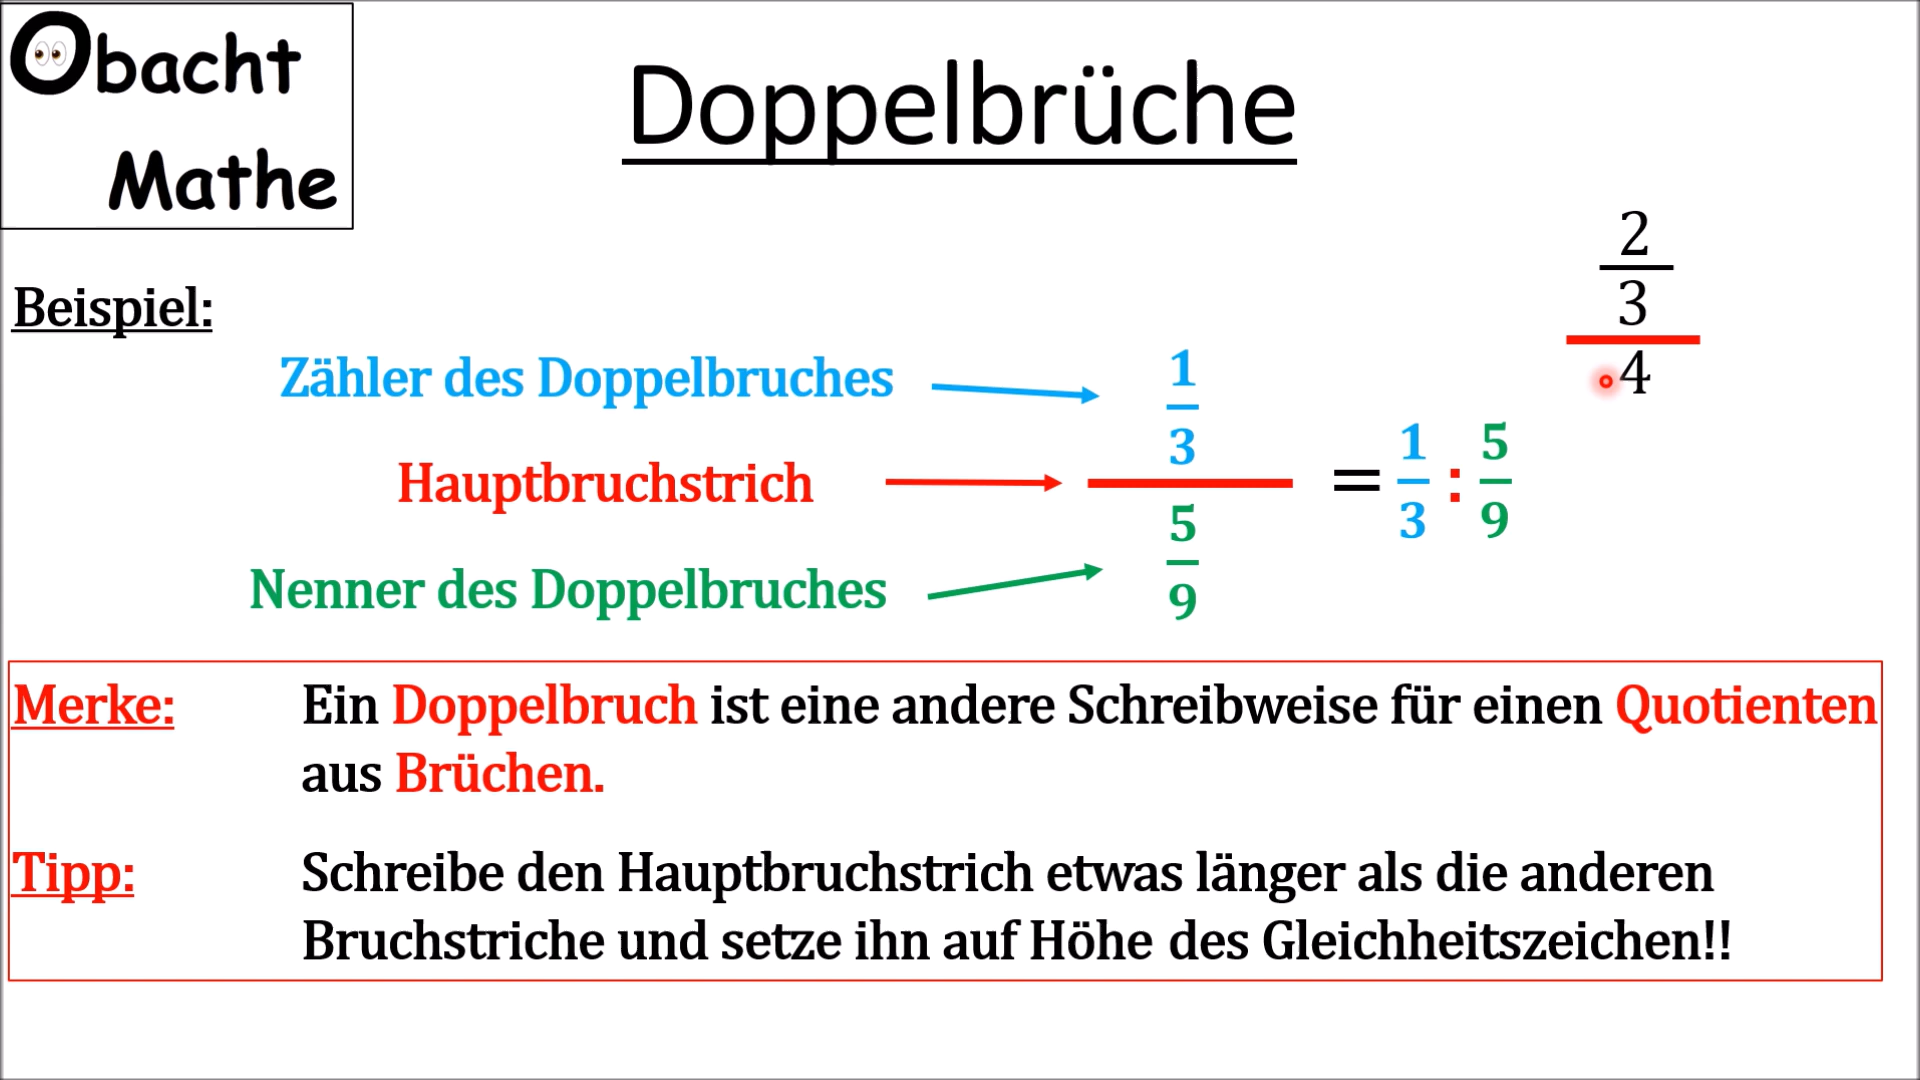 Obacht
Mathe
Doppelbrüche
2
3
4
Beispiel:
Zähler des Doppelbruches
1
3
Hauptbruchstrich
= 1/3 : 5/9
Nenner des Doppelbruches
5
9
Merke: Ein Doppelbruch ist eine andere Schreibweise für einen Quotienten
aus Brüchen.
Tipp: Schreibe den Hauptbruchstrich etwas länger als die anderen
Bruchstriche und setze ihn auf Höhe des Gleichheitszeichen!!